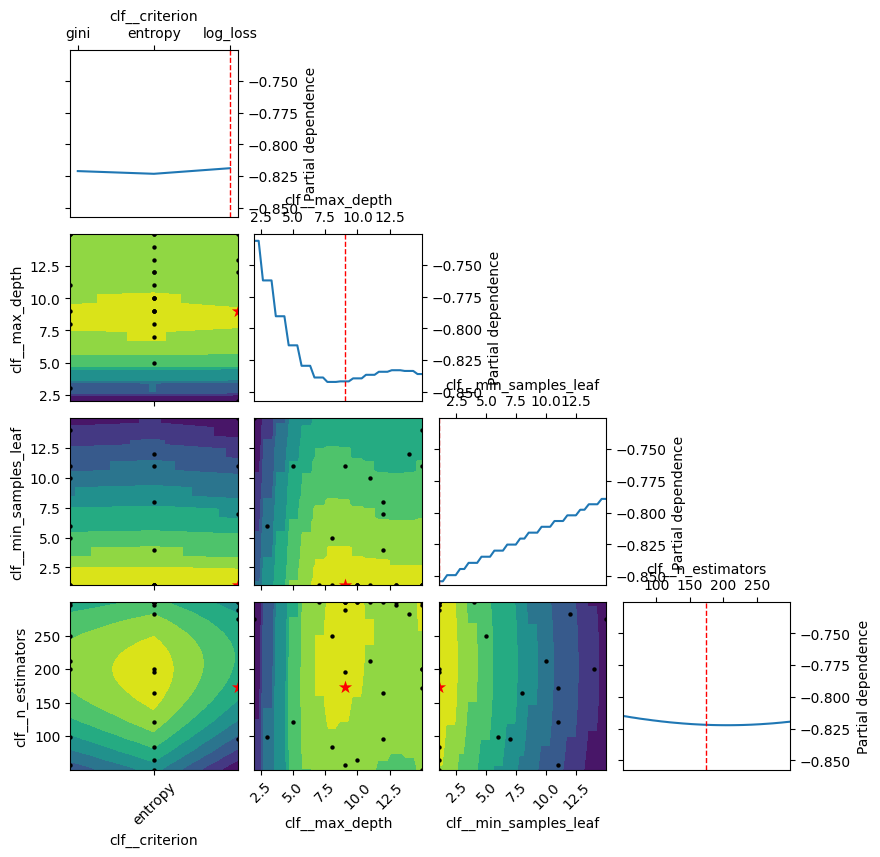 clf__criterion
gini entropy log_loss
−0.750
−0.775
−0.800
−0.825
−0.850
Partial dependence
clf__max_depth
2.5 5.0 7.5 10.0 12.5
clf__max_depth
12.5
10.0
7.5
5.0
2.5
−0.750
−0.775
−0.800
−0.825
−0.850
Partial dependence
clf__min_samples_leaf
2.5 5.0 7.5 10.0 12.5
clf__min_samples_leaf
12.5
10.0
7.5
5.0
2.5
−0.750
−0.775
−0.800
−0.825
−0.850
Partial dependence
clf__n_estimators
100 200 250
clf__n_estimators
250
200
150
100
−0.750
−0.775
−0.800
−0.825
−0.850
Partial dependence
entropy
clf__criterion
2.5 5.0 7.5 10.0 12.5
clf__max_depth
2.5 5.0 7.5 10.0 12.5
clf__min_samples_leaf